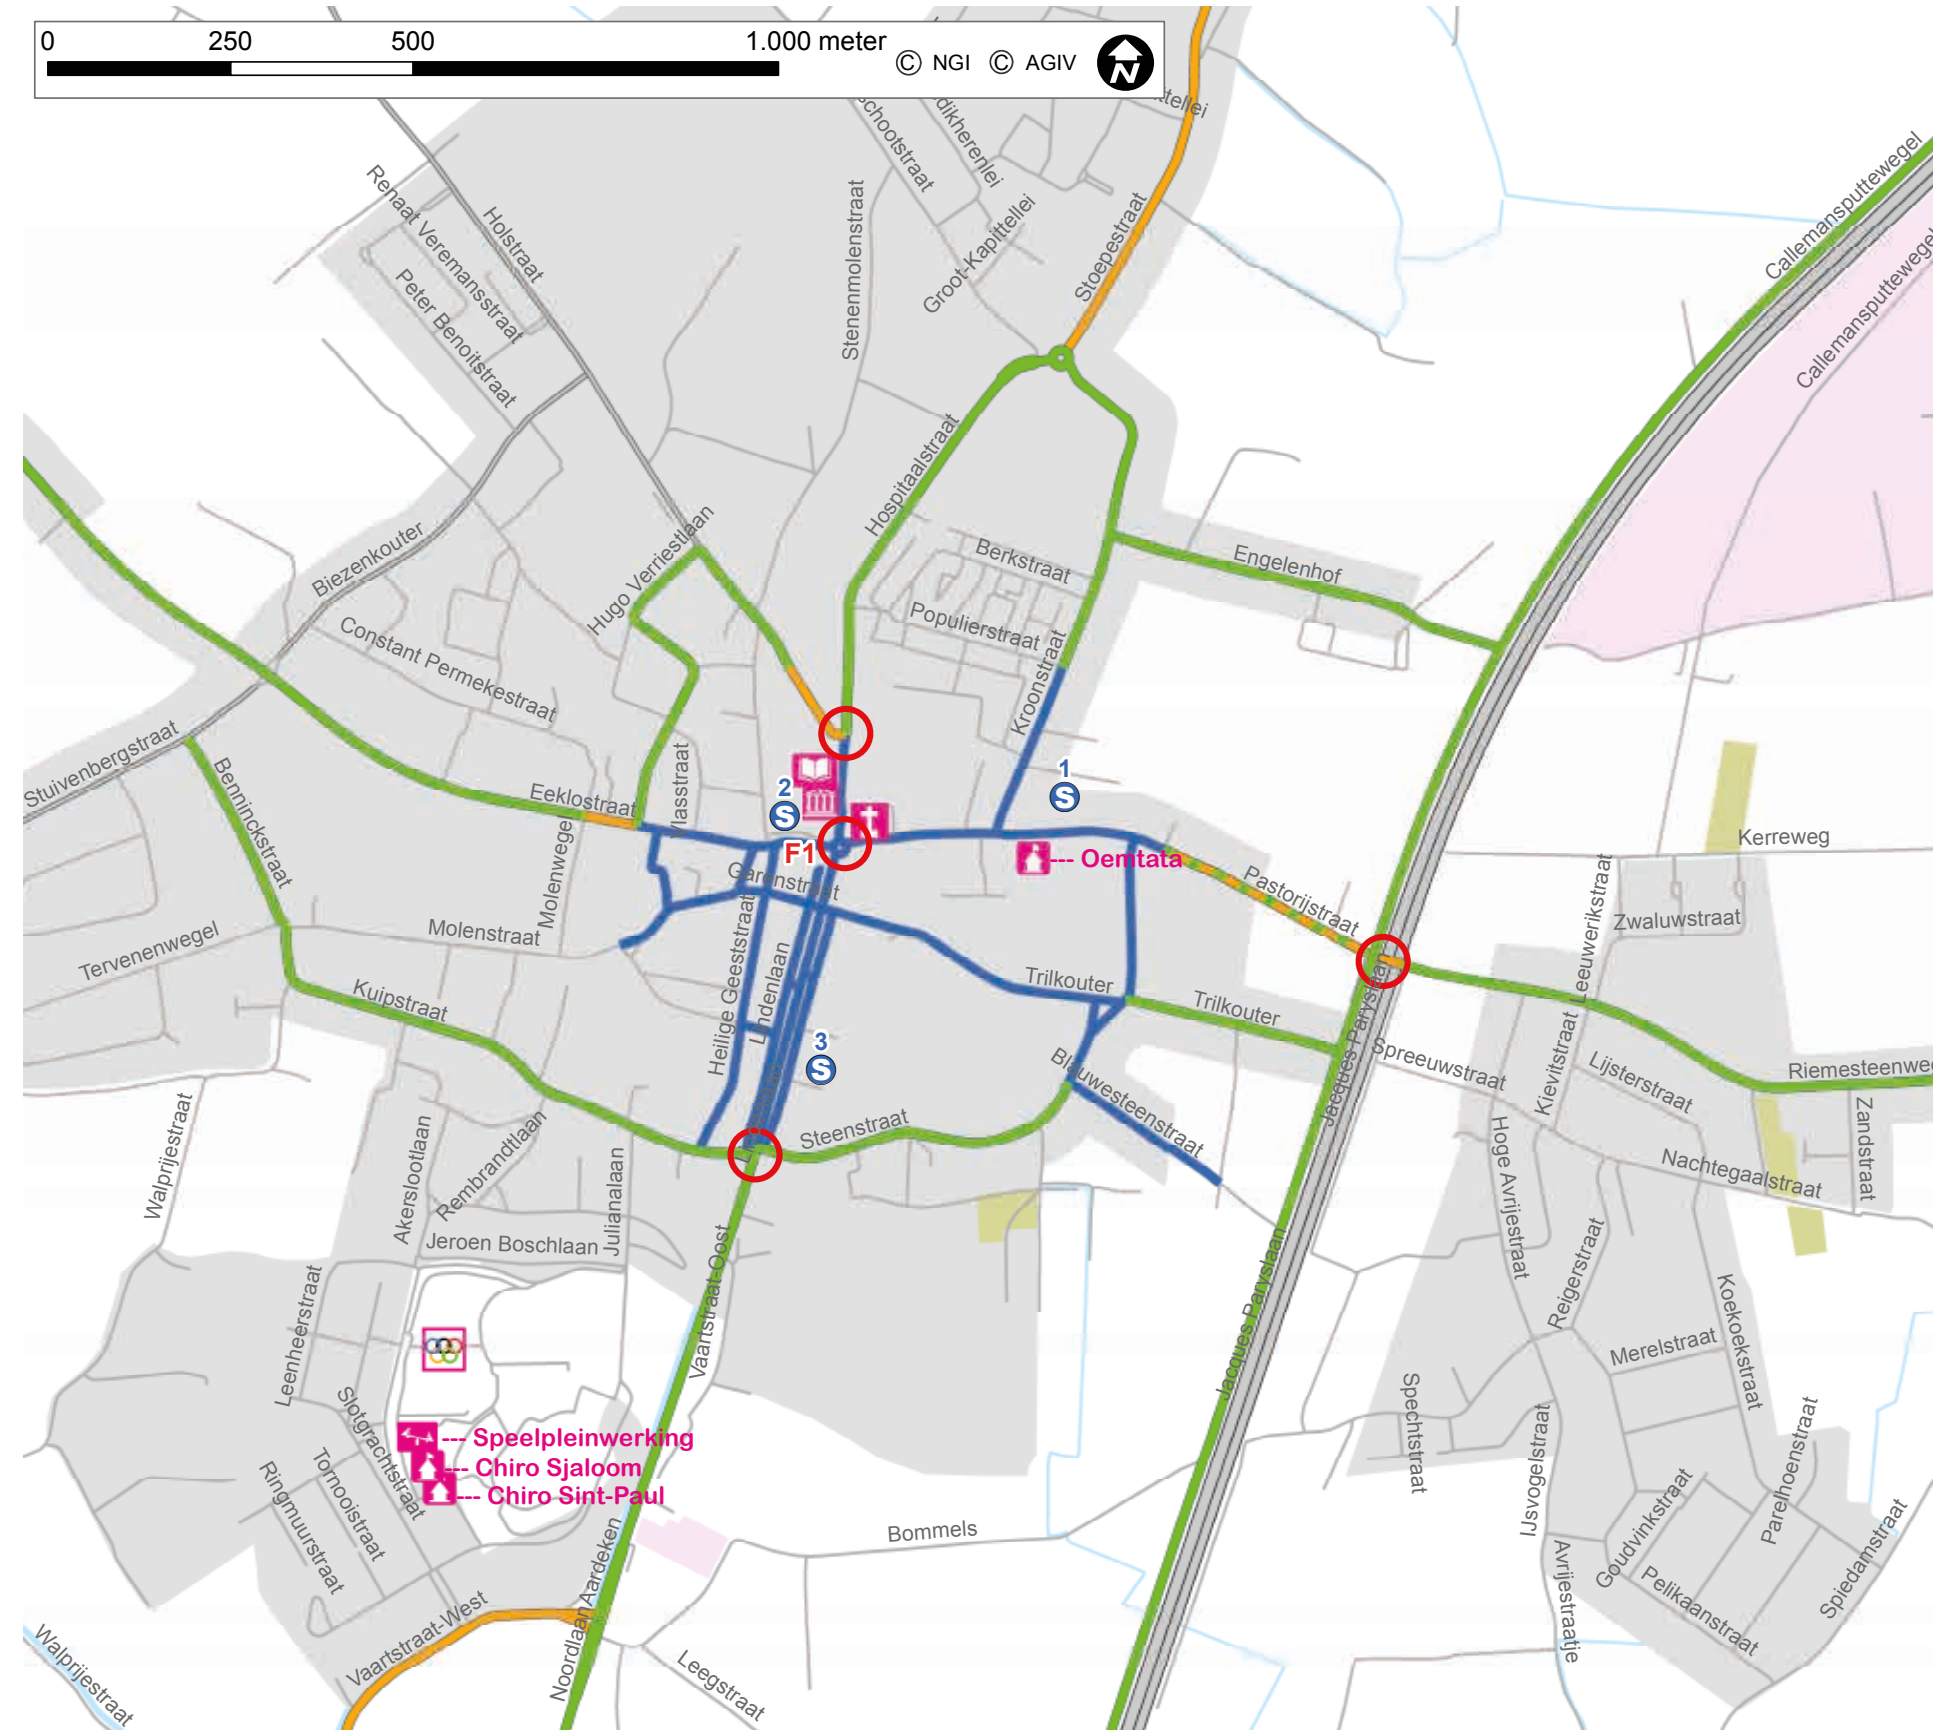 0 250 500 1.000 meter © NGI © AGIV
N
Schootstraat
Stoepestraat
Groot-Kapittellei
Stenenmolenstraat
Holstraat
Renaat Veremansstraat
Peter Benoitstraat
Callemansputtewegel
Callemansputtewegel
Hospitaalstraat
Hugo Verriestlaan
Biezenkouter
Berkstraat
Engelenhof
Populierstraat
Constant Permekestraat
Kroonstraat
Stuivenbergstraat
Benninckstraat
Eeklostraat
Vlasstraat
Molenwegel
1
S
2
S
F1
--- Oemtata
Garenstraat
Pastorijstraat
Kerreweg
Leeuwerikstraat
Zwaluwstraat
Tervenenwegel
Molenstraat
Kuipstraat
Heilige Geeststraat
Lindenlaan
Trilkouter
Trilkouter
Jacques Paryslaan
3
S
Blauwesteenstraat
Steenstraat
Spreeuwstraat
Kievitstraat
Lijsterstraat
Riemesteenwe
Zandstraat
Nachtegaalstraat
Hoge Avrijestraat
Walprijestraat
Akerslootlaan
Rembrandtlaan
Julianalaan
Jeroen Boschlaan
Vaartstraat-Oost
Leenheerstraat
Jacques Paryslaan
Reigerstraat
Koekoekstraat
Merelstraat
Slotgrachtstraat
Spechtstraat
IJsvogelstraat
Parelhoenstraat
--- Speelpleinwerking
--- Chiro Sjaloom
--- Chiro Sint-Paul
Tornooistraat
Ringmuurstraat
Bommels
Goudvinkstraat
Pelikaanstraat
Spiedamstraat
Avrijestraatje
Aardeken
Noordlaan
Vaartstraat-West
Leegstraat
Walprijestraat